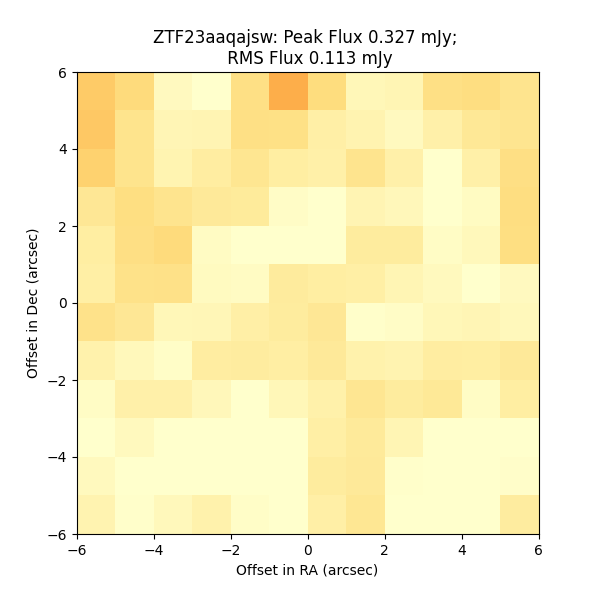 ZTF23aaqajsw: Peak Flux 0.327 mJy;
RMS Flux 0.113 mJy
6
4
2
0
−2
−4
−6
Offset in Dec (arcsec)
−6 −4 −2 0 2 4 6
Offset in RA (arcsec)